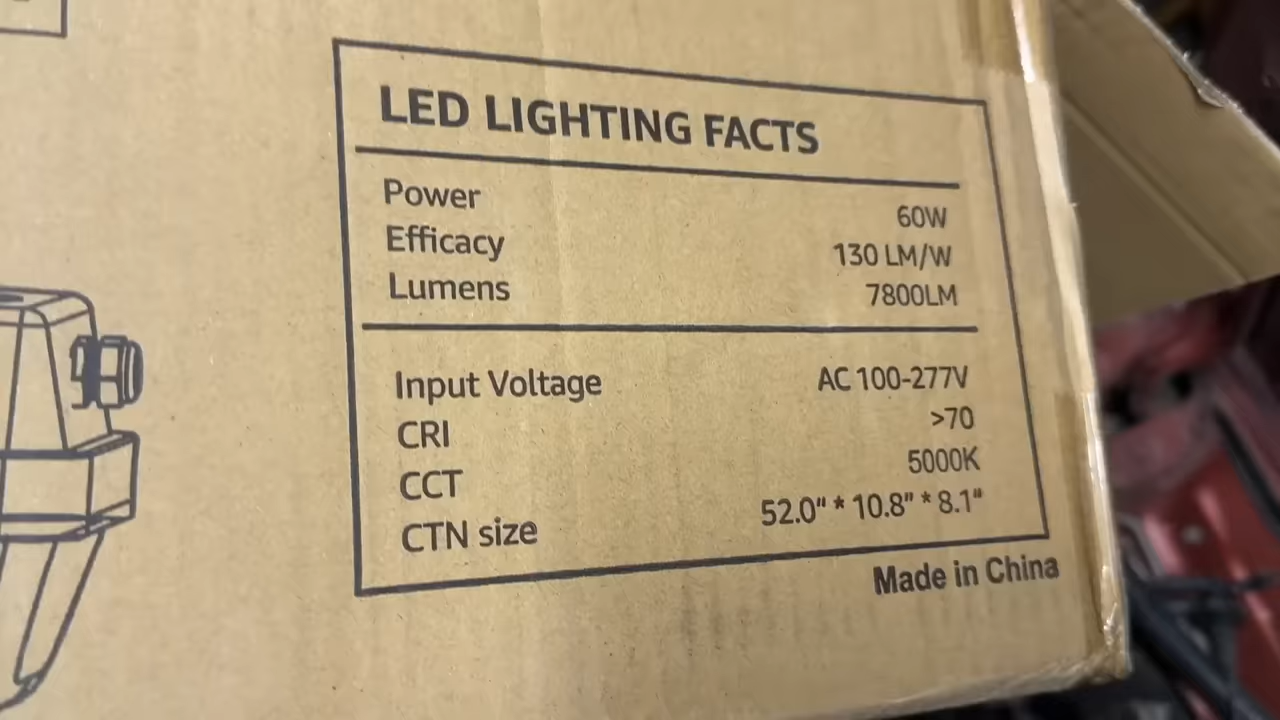 LED LIGHTING FACTS
Power 60W
Efficacy 130 LM/W
Lumens 7800LM
Input Voltage AC 100-277V
CRI >70
CCT 5000K
CTN size 52.0" * 10.8" * 8.1"
Made in China